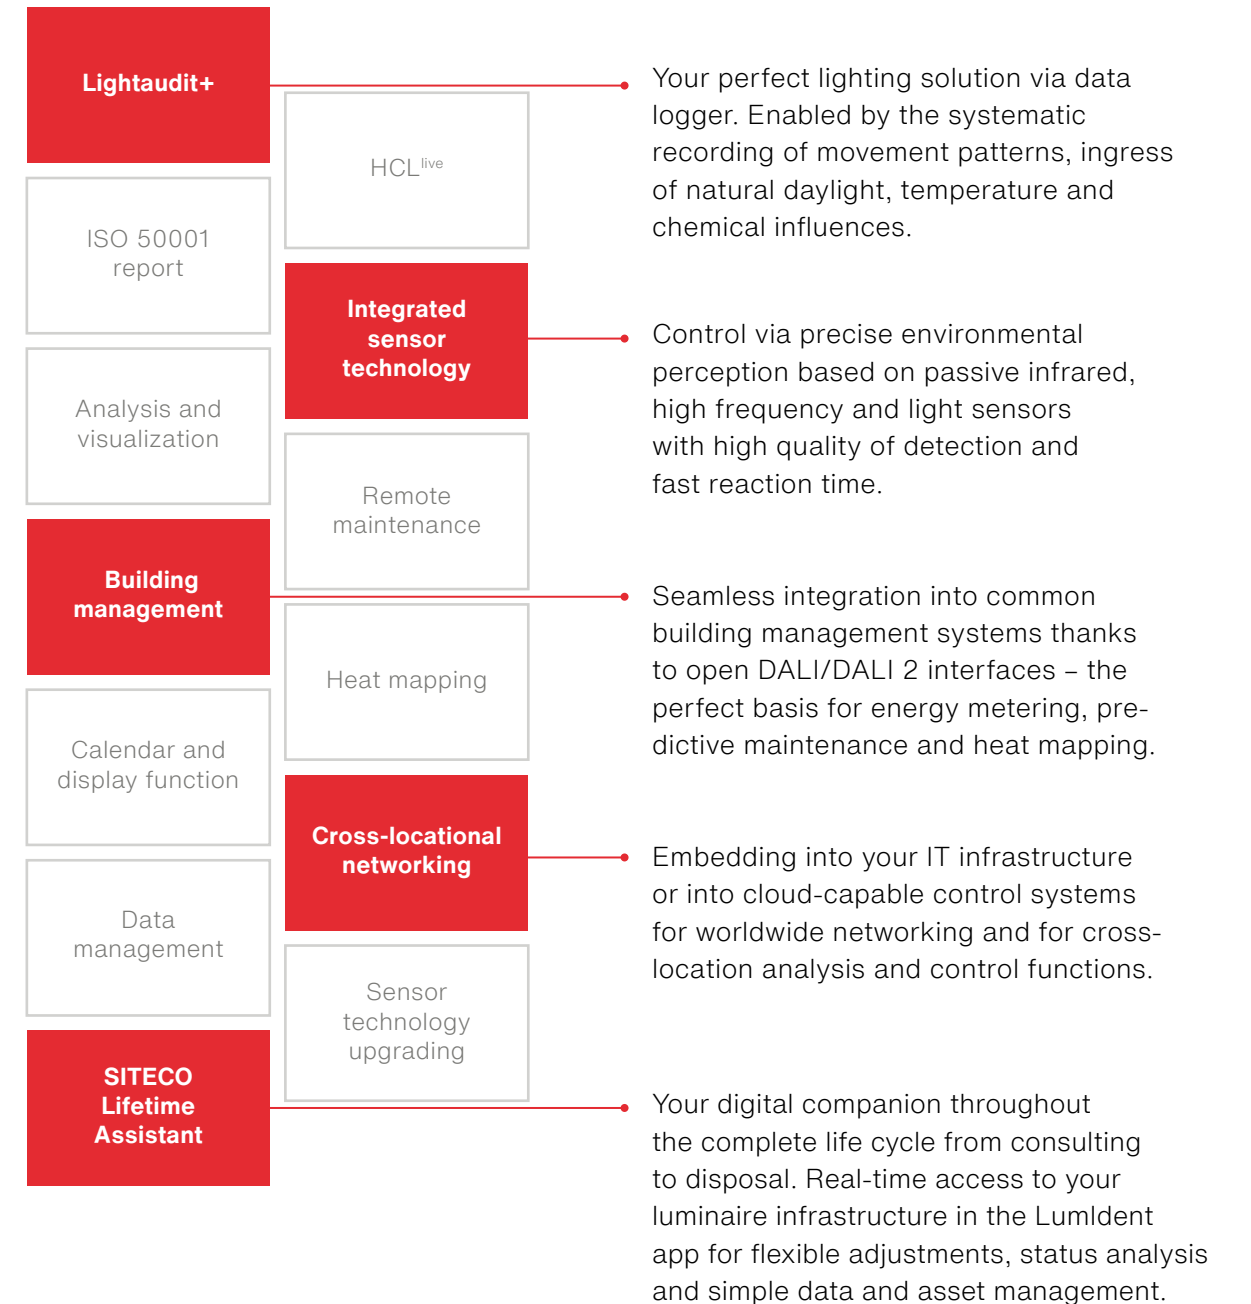 Lightaudit+
Your perfect lighting solution via data
logger. Enabled by the systematic
recording of movement patterns, ingress
of natural daylight, temperature and
chemical influences.
HCLlive
ISO 50001
report
Integrated
sensor
technology
Control via precise environmental
perception based on passive infrared,
high frequency and light sensors
with high quality of detection and
fast reaction time.
Analysis and
visualization
Remote
maintenance
Building
management
Seamless integration into common
building management systems thanks
to open DALI/DALI 2 interfaces – the
perfect basis for energy metering, pre-
dictive maintenance and heat mapping.
Heat mapping
Calendar and
display function
Cross-locational
networking
Embedding into your IT infrastructure
or into cloud-capable control systems
for worldwide networking and for cross-
location analysis and control functions.
Data
management
Sensor
technology
upgrading
SITECO
Lifetime
Assistant
Your digital companion throughout
the complete life cycle from consulting
to disposal. Real-time access to your
luminaire infrastructure in the LumIdent
app for flexible adjustments, status analysis
and simple data and asset management.